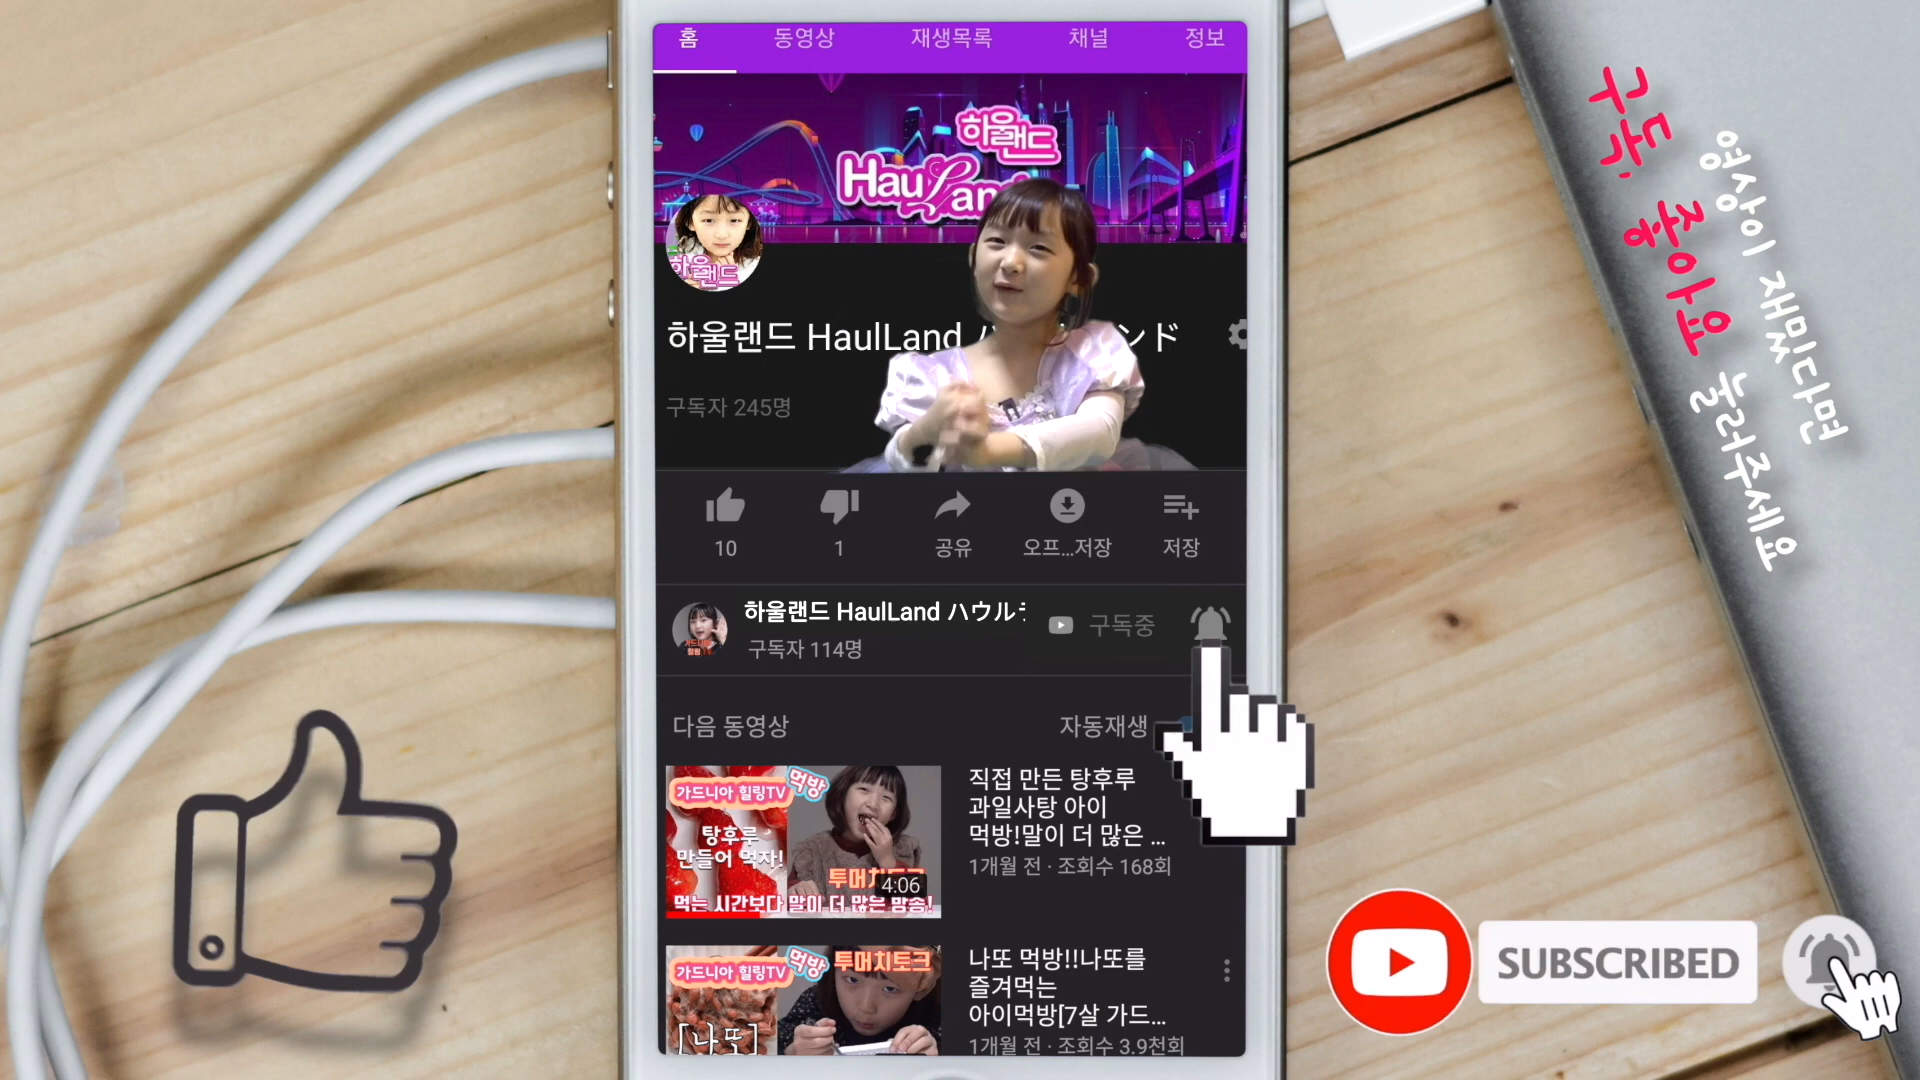 홈 동영상 재생목록 채널 정보
하울랜드
하울랜드
하울랜드 HaulLand
ンド
구독자 245명
10 1 공유 오프...저장 저장
하울랜드 HaulLand ハウル
구독자 114명
구독중
다음 동영상 자동재생
가드니아 힐링TV 먹방
탕후루
만들어 먹자!
4:06
먹는 시간보다 말이 더 많은 방송!
직접 만든 탕후루
과일사탕 아이
먹방!말이 더 많은 ...
1개월 전 · 조회수 168회
가드니아 힐링TV 먹방 투머치토크
[나또]
나또 먹방!!나또를
즐겨먹는
아이먹방[7살 가드...
1개월 전 · 조회수 3.9천회
영상이 재밌다면
구독, 좋아요 눌러주세요
SUBSCRIBED